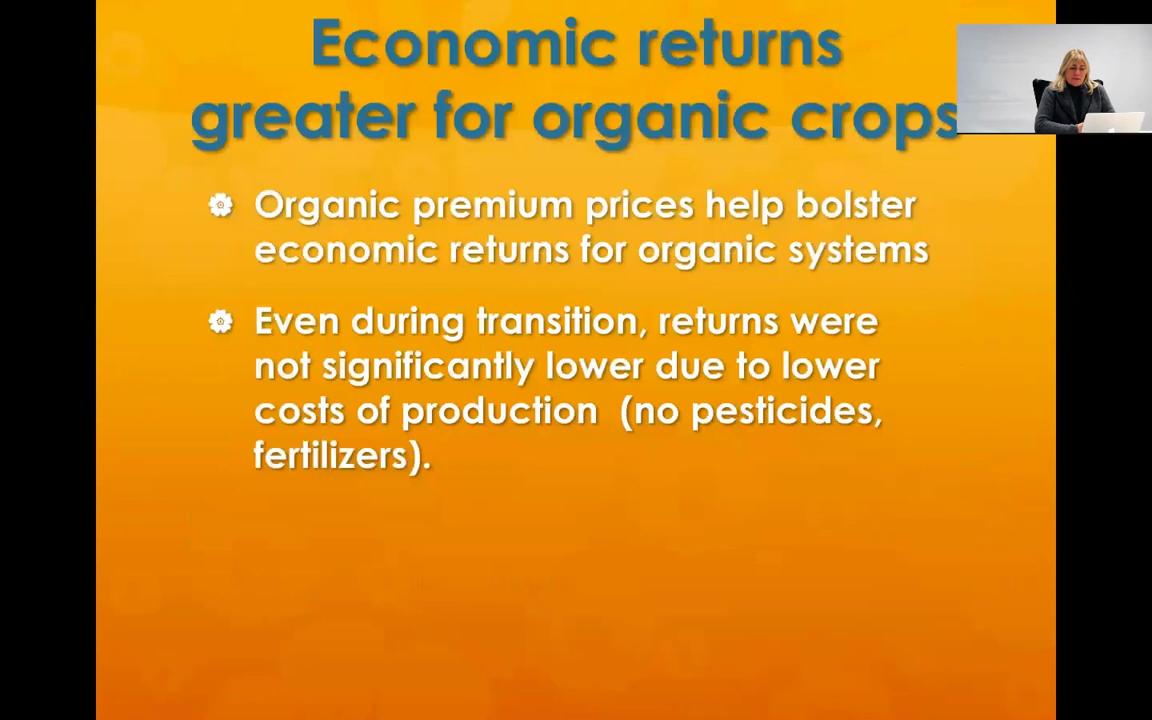 Economic returns
greater for organic crops
Organic premium prices help bolster
economic returns for organic systems
Even during transition, returns were
not significantly lower due to lower
costs of production (no pesticides,
fertilizers).